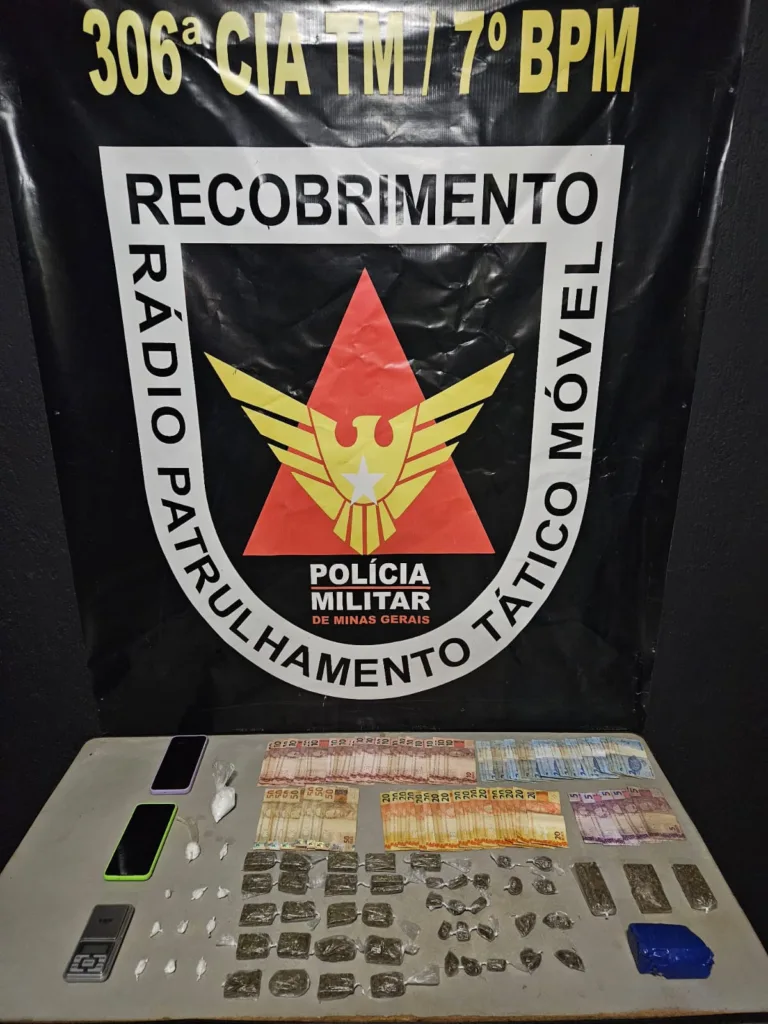 306ª CIA TM / 7º BPM
RECOBRIMENTO
RÁDIO PATRULHAMENTO TÁTICO MÓVEL
POLÍCIA
MILITAR
DE MINAS GERAIS